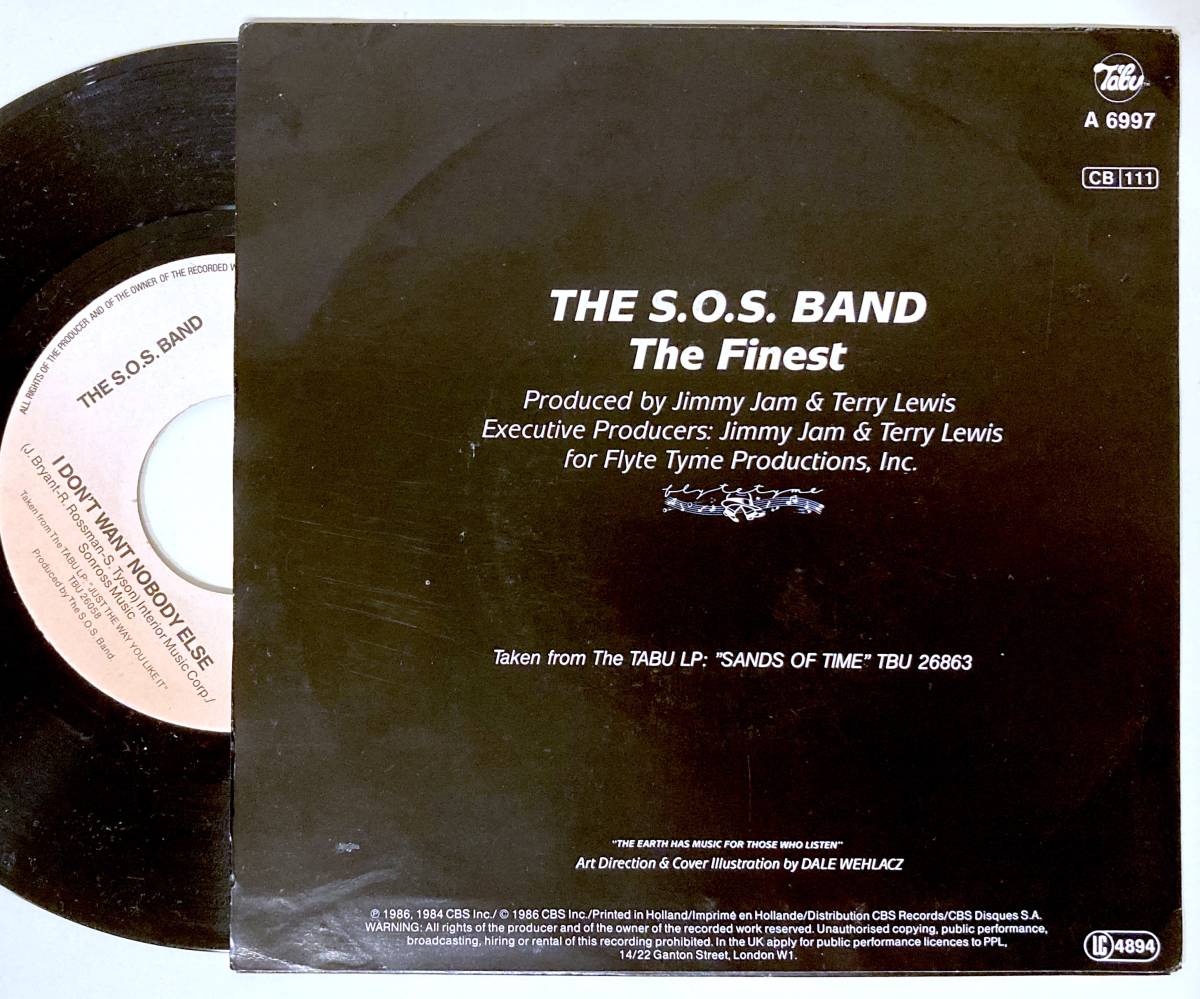 ALL RIGHTS OF THE PRODUCER AND OF THE OWNER OF THE RECORDED
THE S.O.S. BAND
I DON'T WANT NOBODY ELSE
(J. Bryant-R. Rossman-S. Tyson) Interior Music Corp./
Sonross Music
Taken from The TABU LP: "JUST THE WAY YOU LIKE IT"
TBU 26058
Produced by The S.O.S. Band
Tabu
A 6997
CB 111
THE S.O.S. BAND
The Finest
Produced by Jimmy Jam & Terry Lewis
Executive Producers: Jimmy Jam & Terry Lewis
for Flyte Tyme Productions, Inc.
flytetyme
Taken from The TABU LP: "SANDS OF TIME" TBU 26863
"THE EARTH HAS MUSIC FOR THOSE WHO LISTEN"
Art Direction & Cover Illustration by DALE WEHLACZ
℗ 1986, 1984 CBS Inc./ © 1986 CBS Inc./Printed in Holland/Imprimé en Hollande/Distribution CBS Records/CBS Disques S.A.
WARNING: All rights of the producer and of the owner of the recorded work reserved. Unauthorised copying, public performance,
broadcasting, hiring or rental of this recording prohibited. In the UK apply for public performance licences to PPL,
14/22 Ganton Street, London W1.
LC 4894